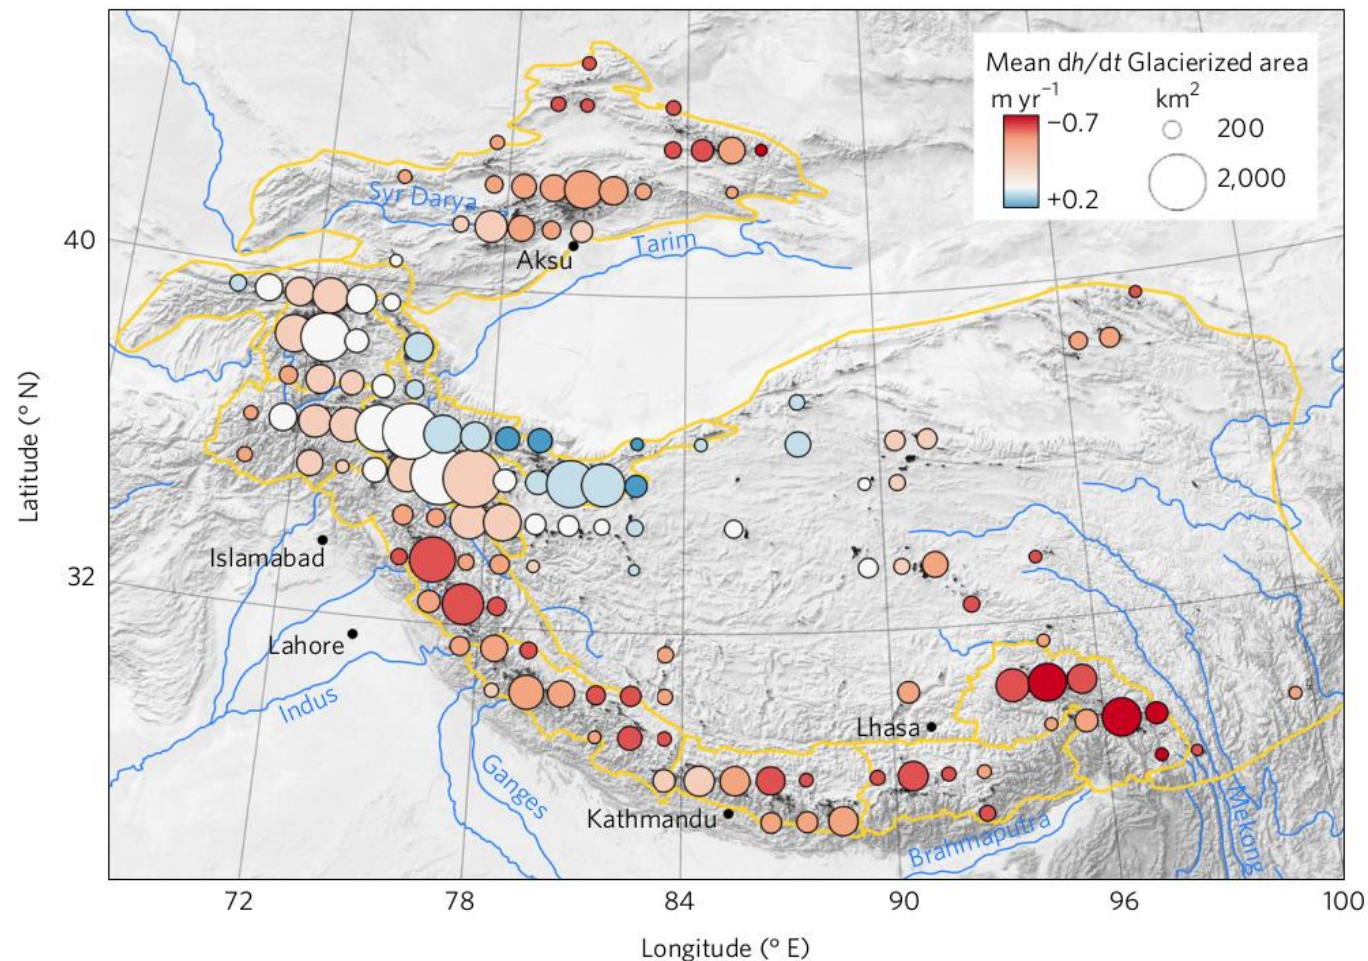 Mean dh/dt Glacierized area
m yr⁻¹
km²
−0.7
200
2,000
+0.2
Syr Darya
40
Tarim
Aksu
Latitude (° N)
Islamabad
32
Lahore
Indus
Lhasa
Ganges
Kathmandu
Brahmaputra
Mekong
72
78
84
90
96
100
Longitude (° E)